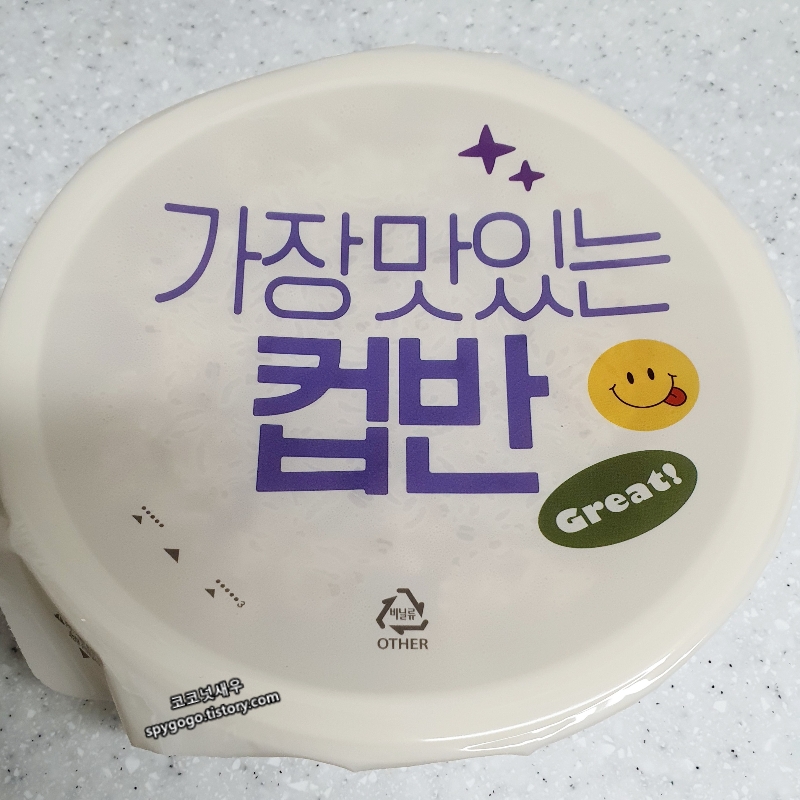 가장 맛있는
컵반
Great!
비닐류
OTHER
코코넛새우
spygogo.tistory.com